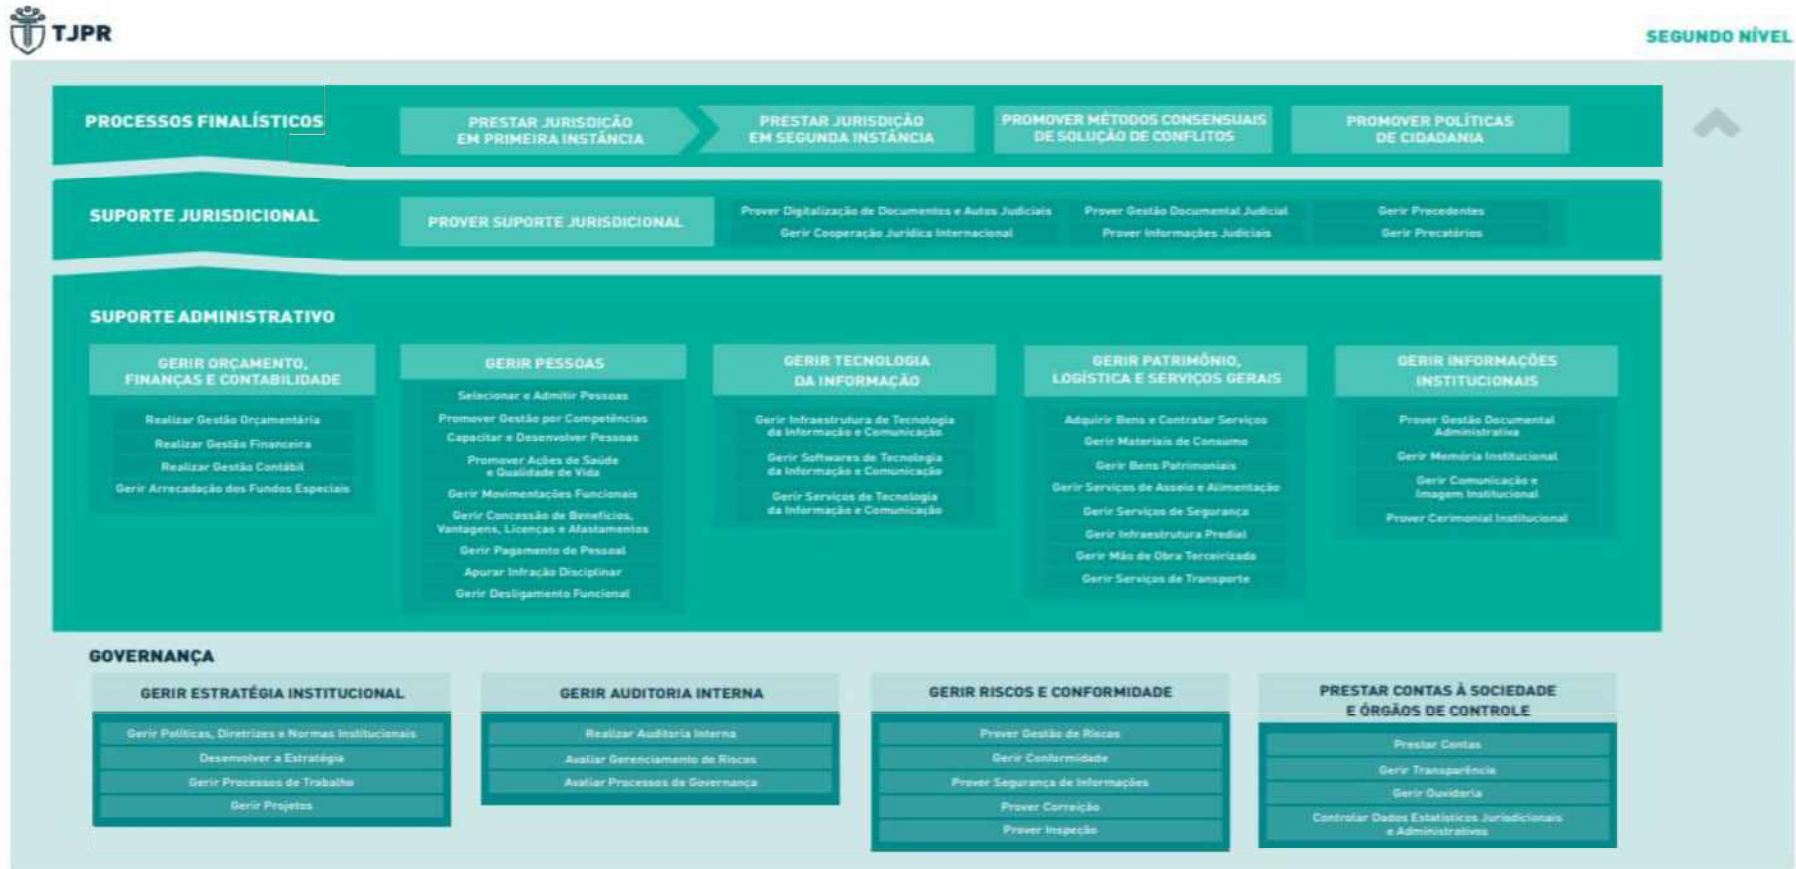 TJPR
SEGUNDO NÍVEL
PROCESSOS FINALÍSTICOS
PRESTAR JURISDIÇÃO
EM PRIMEIRA INSTÂNCIA
PRESTAR JURISDIÇÃO
EM SEGUNDA INSTÂNCIA
PROMOVER MÉTODOS CONSENSUAIS
DE SOLUÇÃO DE CONFLITOS
PROMOVER POLÍTICAS
DE CIDADANIA
SUPORTE JURISDICIONAL
PROVER SUPORTE JURISDICIONAL
Prover Digitalização de Documentos e Autos Judiciais
Gerir Cooperação Jurídica Internacional
Prover Gestão Documental Judicial
Prover Informações Judiciais
Gerir Precedentes
Gerir Precatórios
SUPORTE ADMINISTRATIVO
GERIR ORÇAMENTO,
FINANÇAS E CONTABILIDADE
Realizar Gestão Orçamentária
Realizar Gestão Financeira
Realizar Gestão Contábil
Gerir Arrecadação dos Fundos Especiais
GERIR PESSOAS
Selecionar e Admitir Pessoas
Promover Gestão por Competências
Capacitar e Desenvolver Pessoas
Promover Ações de Saúde
e Qualidade de Vida
Gerir Movimentações Funcionais
Gerir Concessão de Benefícios,
Vantagens, Licenças e Afastamentos
Gerir Pagamento de Pessoal
Apurar Infração Disciplinar
Gerir Desligamento Funcional
GERIR TECNOLOGIA
DA INFORMAÇÃO
Gerir Infraestrutura de Tecnologia
da Informação e Comunicação
Gerir Softwares de Tecnologia
da Informação e Comunicação
Gerir Serviços de Tecnologia
da Informação e Comunicação
GERIR PATRIMÔNIO,
LOGÍSTICA E SERVIÇOS GERAIS
Adquirir Bens e Contratar Serviços
Gerir Materiais de Consumo
Gerir Bens Patrimoniais
Gerir Serviços de Asseio e Alimentação
Gerir Serviços de Segurança
Gerir Infraestrutura Predial
Gerir Mão de Obra Terceirizada
Gerir Serviços de Transporte
GERIR INFORMAÇÕES
INSTITUCIONAIS
Prover Gestão Documental
Administrativa
Gerir Memória Institucional
Gerir Comunicação e
Imagem Institucional
Prover Cerimonial Institucional
GOVERNANÇA
GERIR ESTRATÉGIA INSTITUCIONAL
Gerir Políticas, Diretrizes e Normas Institucionais
Desenvolver a Estratégia
Gerir Processos de Trabalho
Gerir Projetos
GERIR AUDITORIA INTERNA
Realizar Auditoria Interna
Avaliar Gerenciamento de Riscos
Avaliar Processos de Governança
GERIR RISCOS E CONFORMIDADE
Prover Gestão de Riscos
Gerir Conformidade
Prover Segurança de Informações
Prover Correição
Prover Inspeção
PRESTAR CONTAS À SOCIEDADE
E ÓRGÃOS DE CONTROLE
Prestar Contas
Gerir Transparência
Gerir Ouvidoria
Controlar Dados Estatísticos Jurisdicionais
e Administrativos